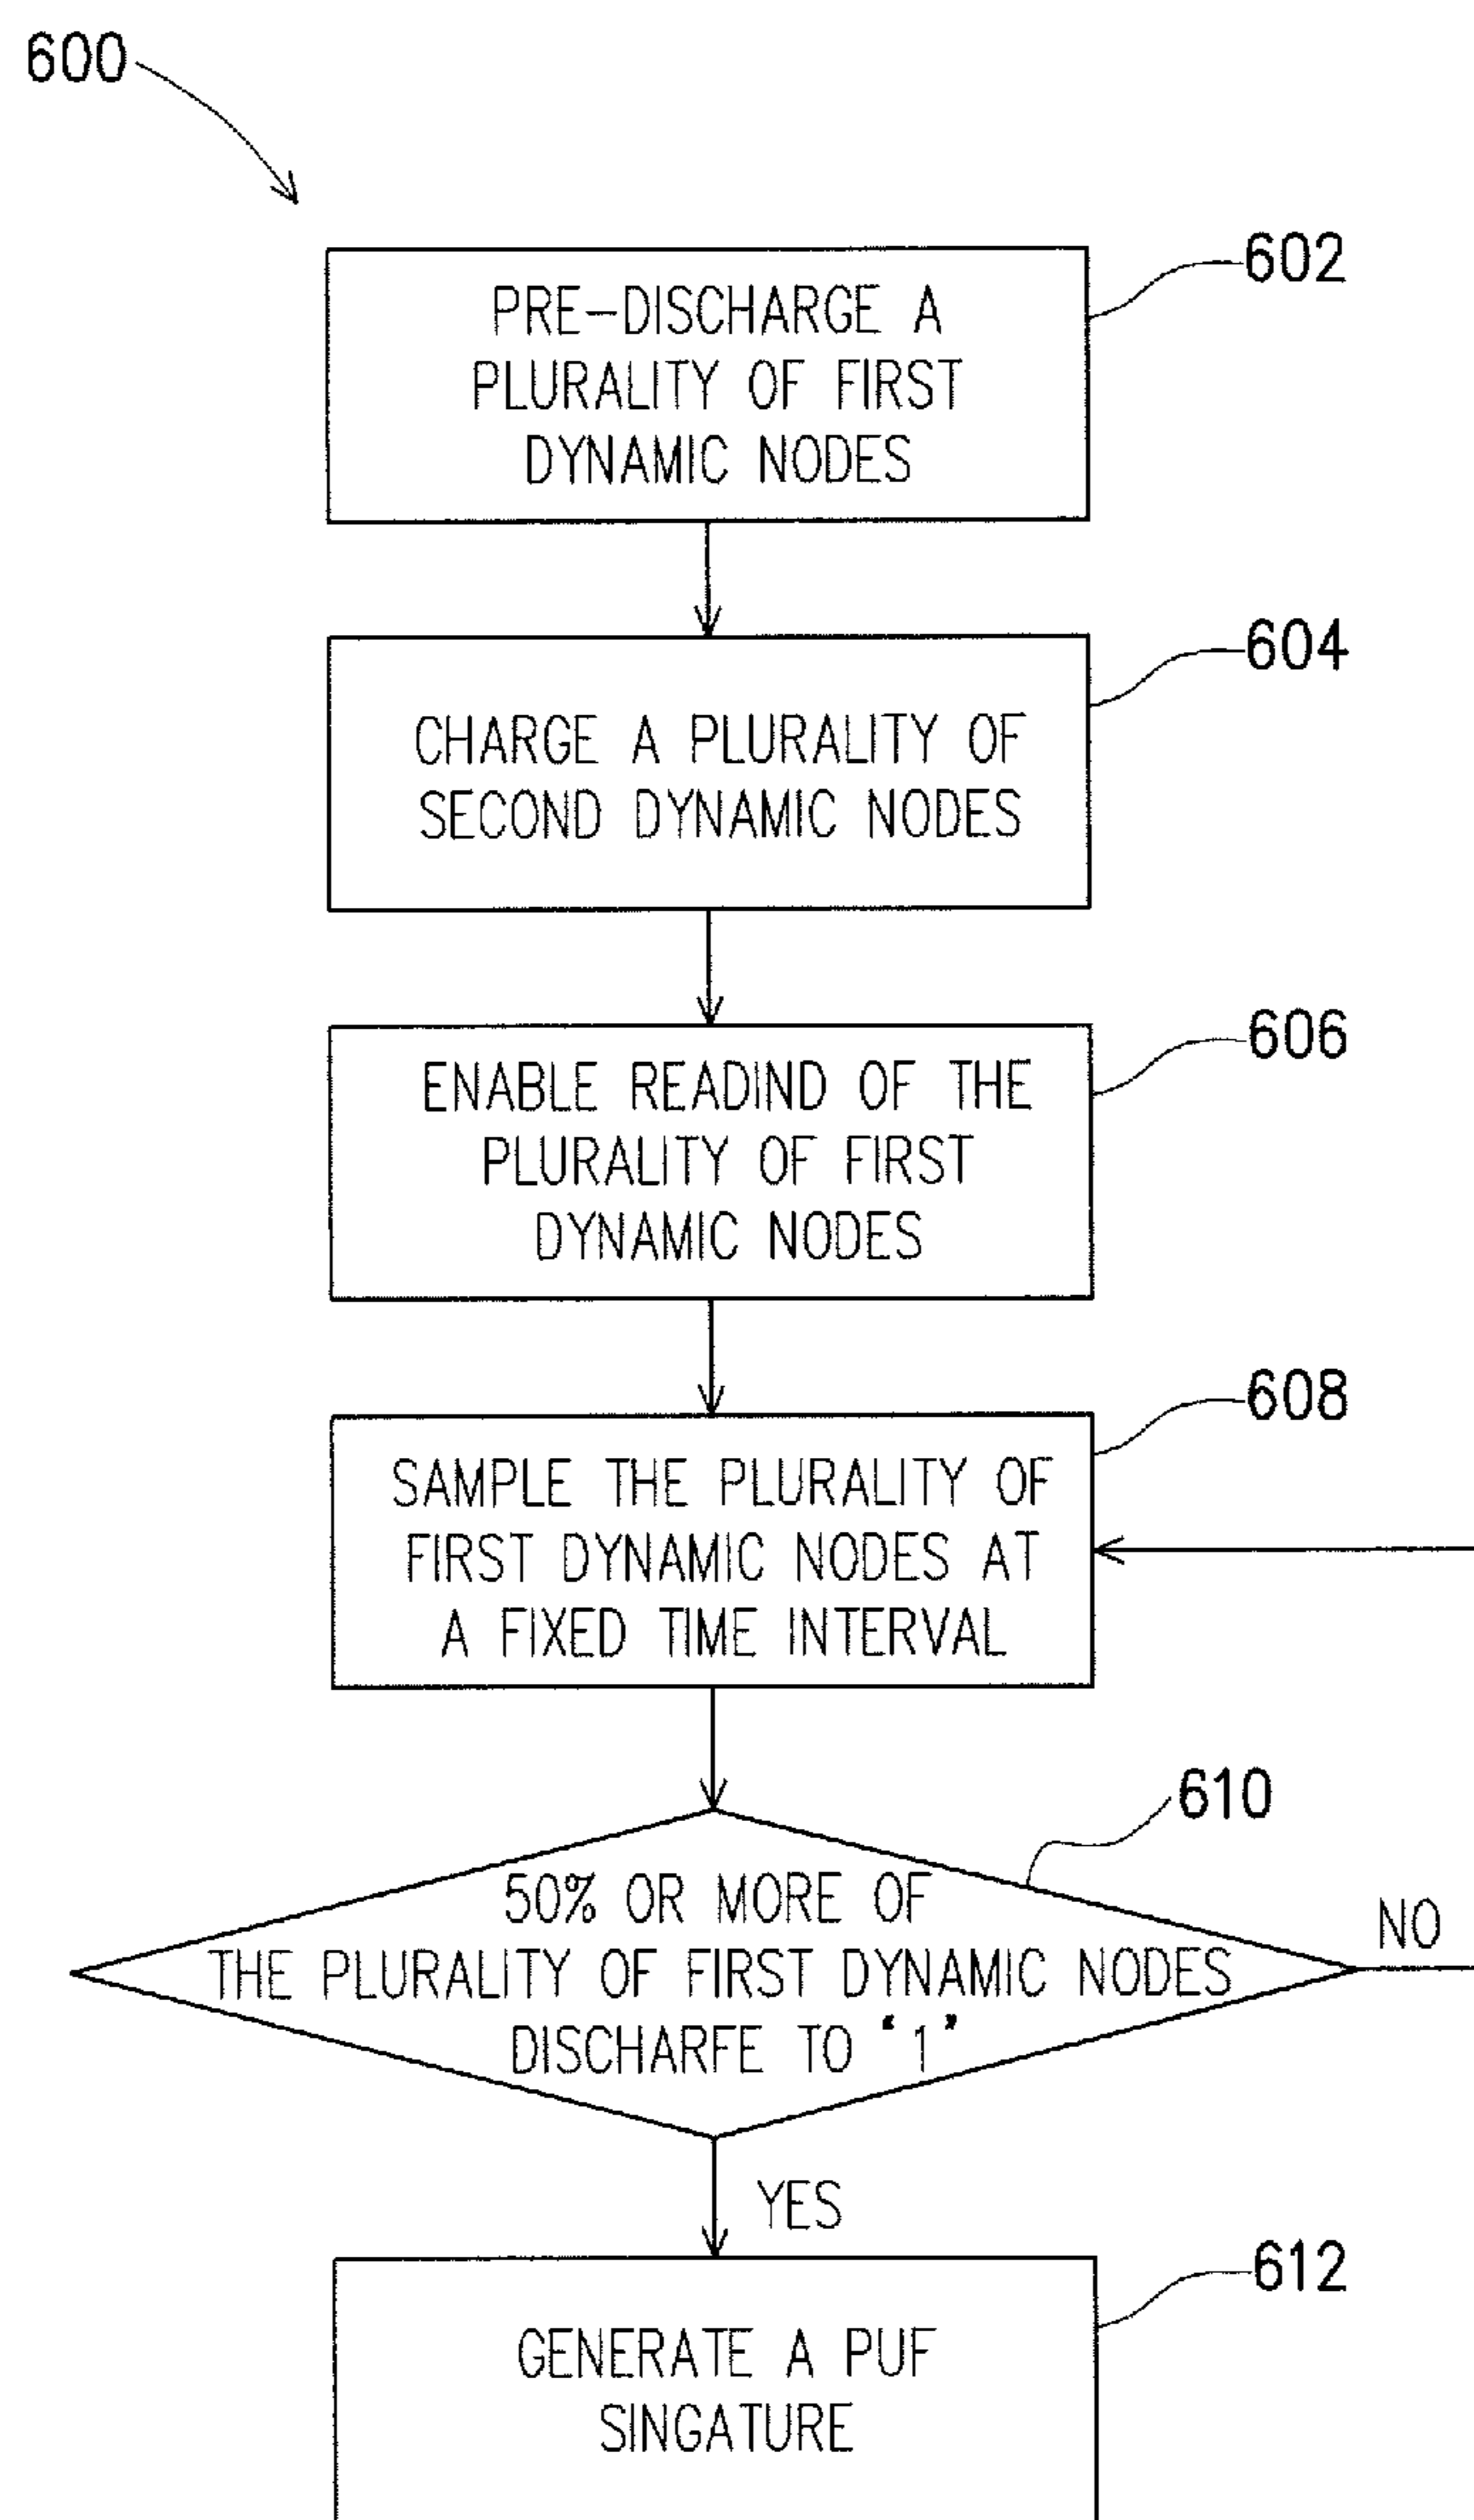 600
602
PRE-DISCHARGE A
PLURALITY OF FIRST
DYNAMIC NODES
604
CHARGE A PLURALITY OF
SECOND DYNAMIC NODES
606
ENABLE READIND OF THE
PLURALITY OF FIRST
DYNAMIC NODES
608
SAMPLE THE PLURALITY OF
FIRST DYNAMIC NODES AT
A FIXED TIME INTERVAL
610
50% OR MORE OF
THE PLURALITY OF FIRST DYNAMIC NODES
DISCHARFE TO "1"
NO
YES
612
GENERATE A PUF
SINGATURE